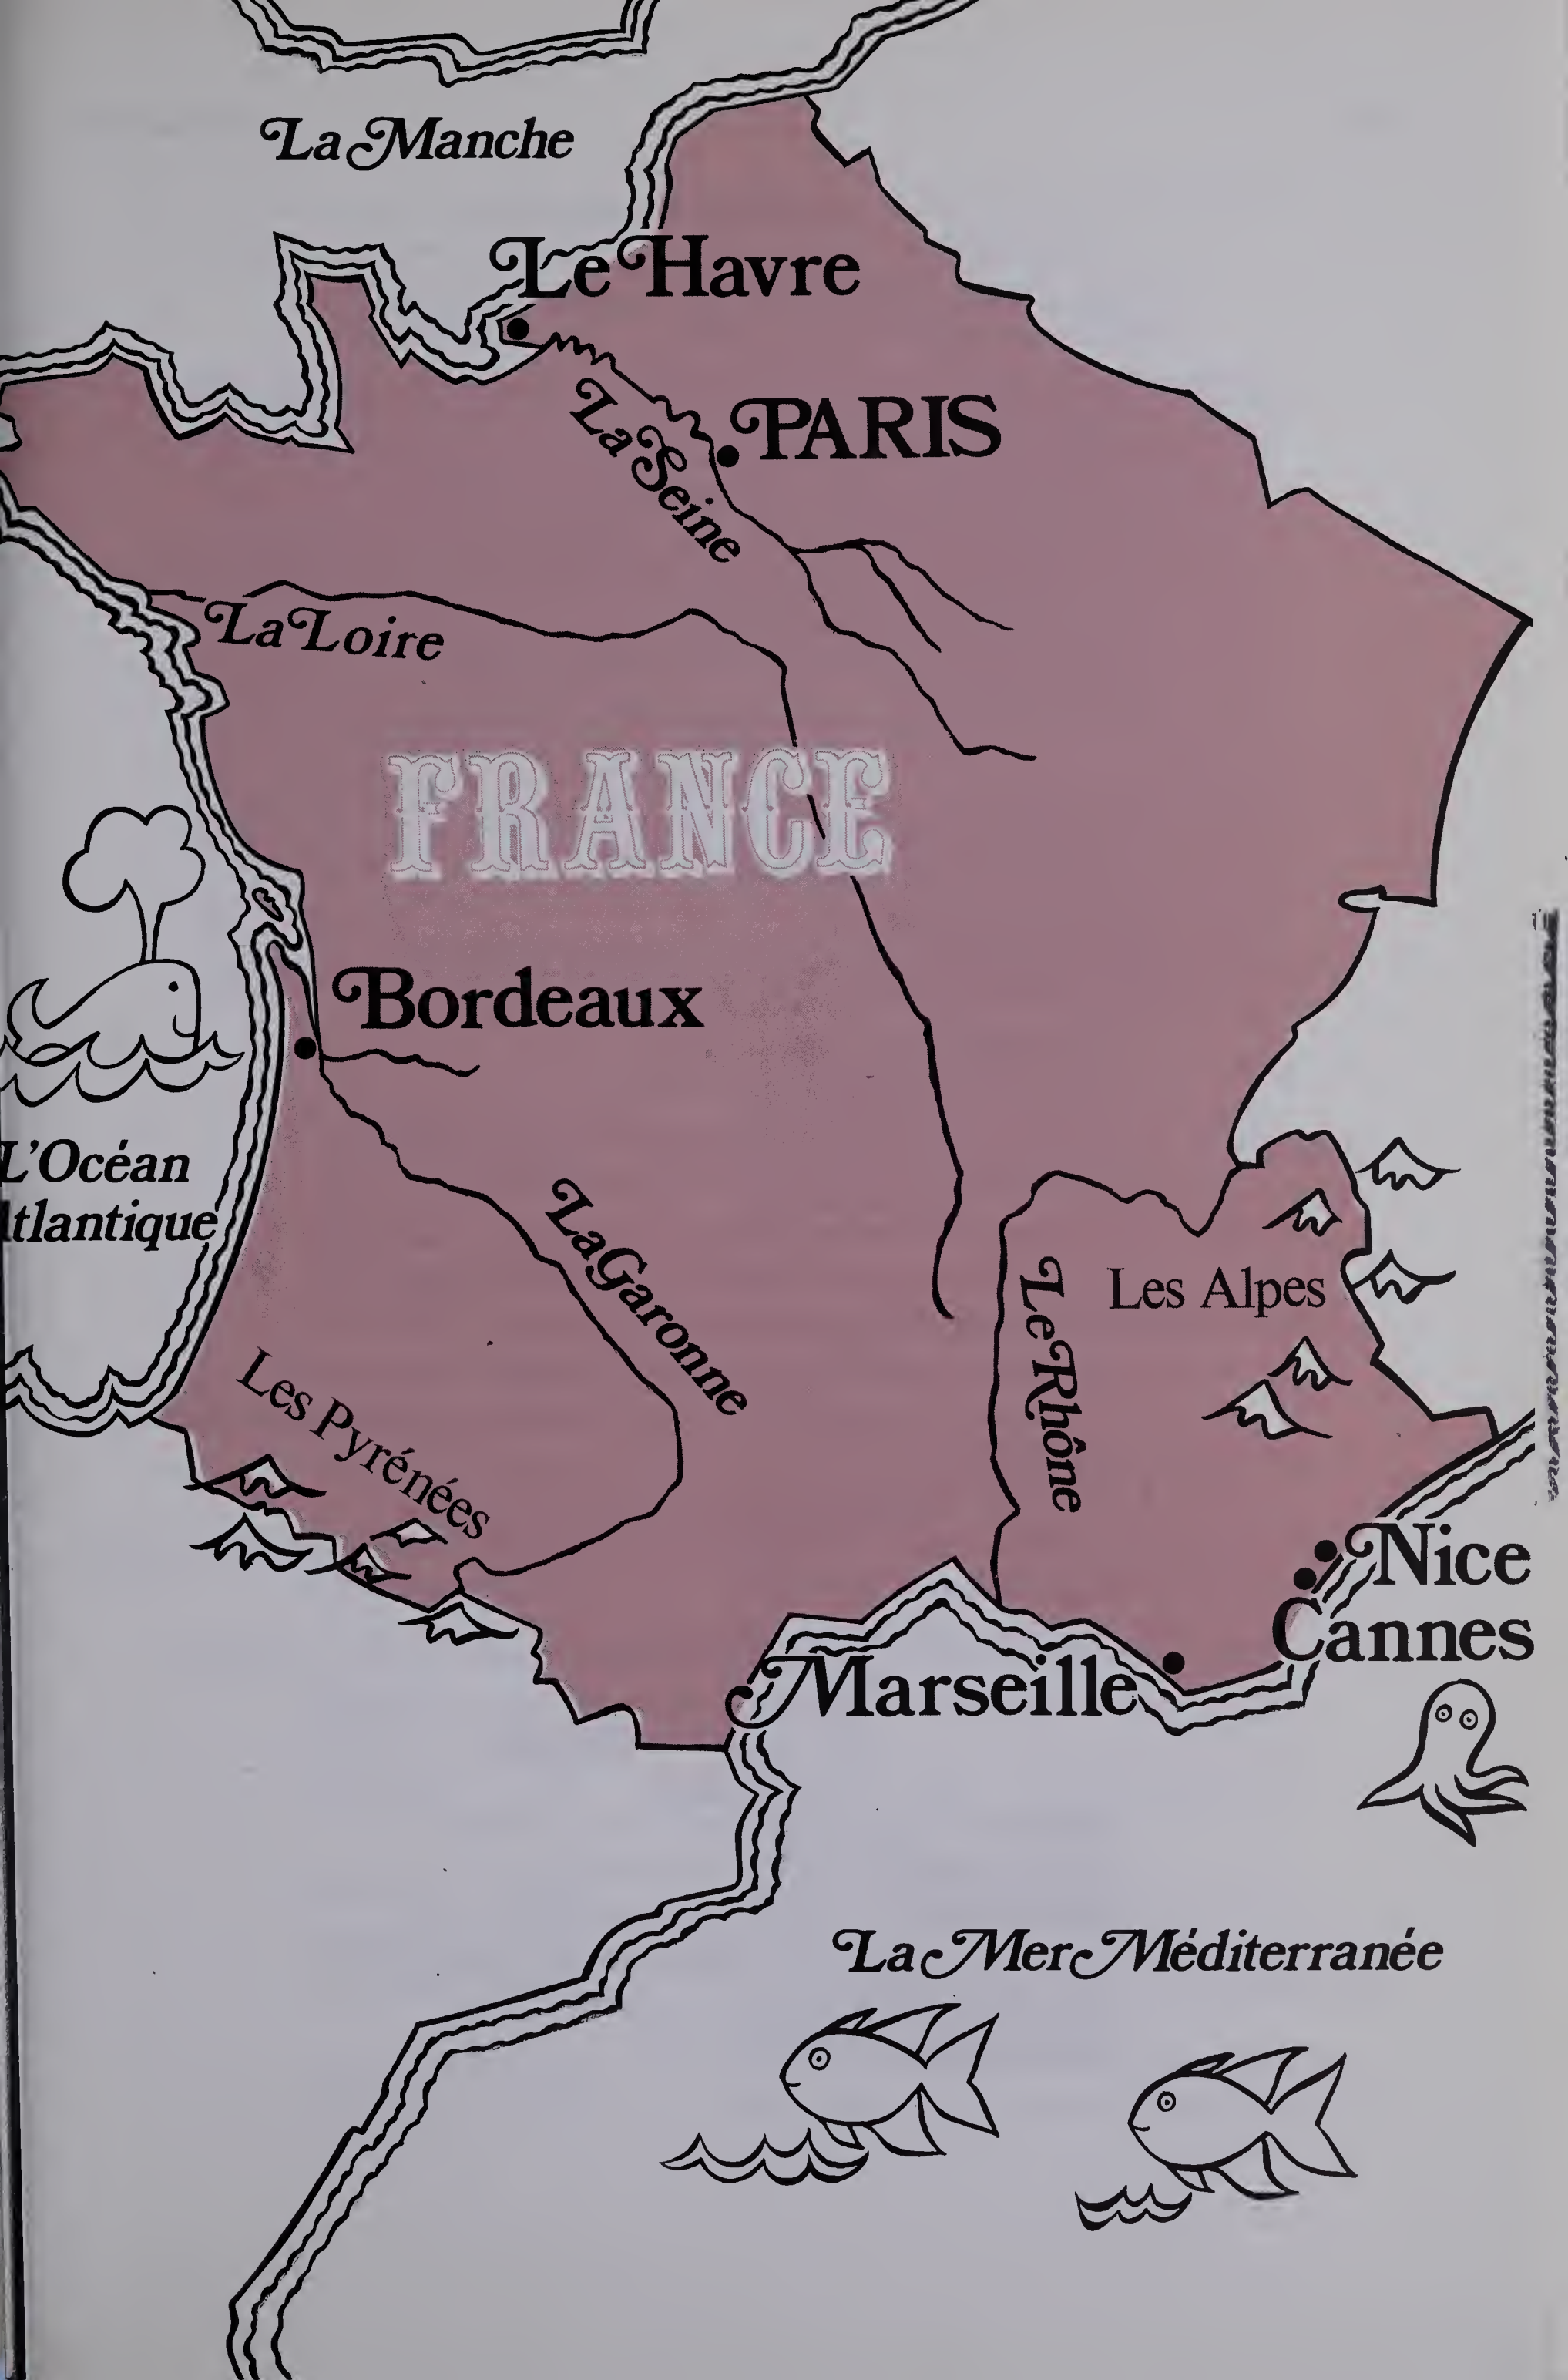 La Manche
Le Havre
PARIS
La Seine
La Loire
FRANCE
Bordeaux
L'Océan
tlantique
La Garonne
Les Alpes
Le Rhône
Les Pyrénées
Nice
Cannes
Marseille
La Mer Méditerranée